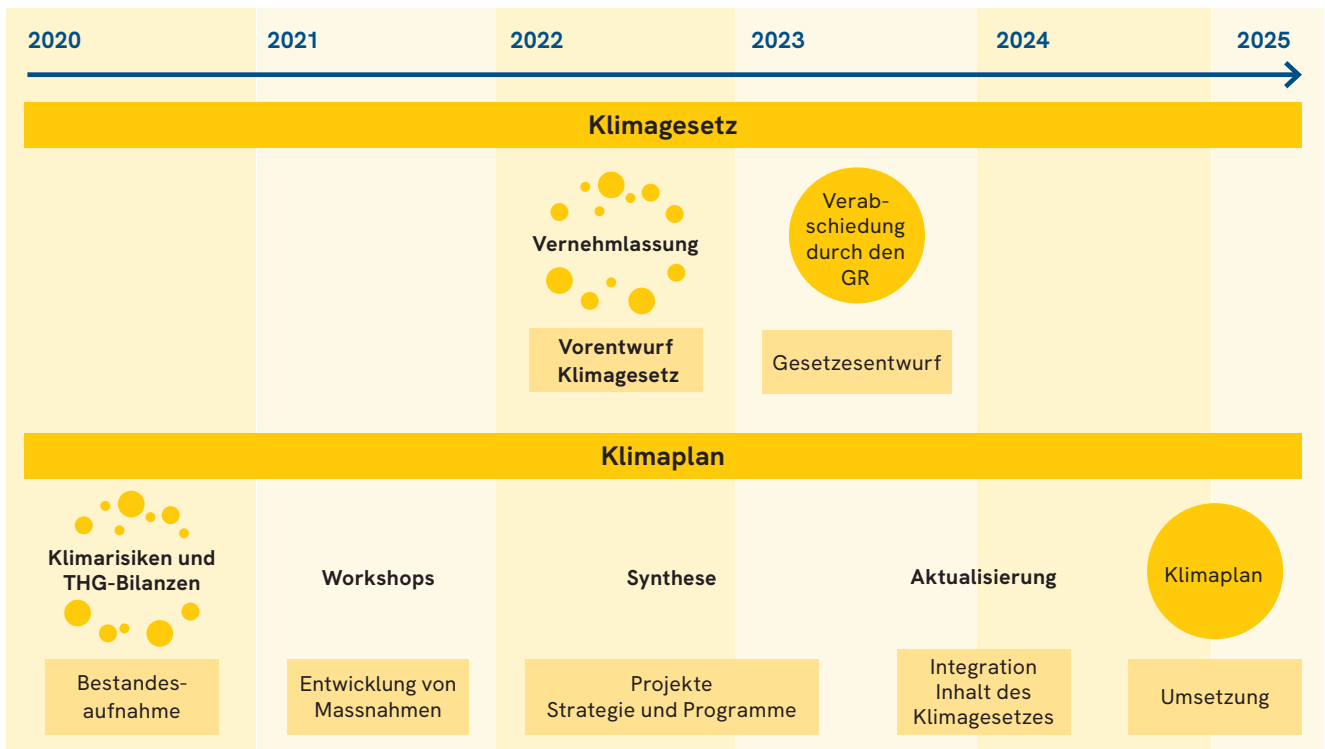 2020
2021
2022
2023
2024
2025
Klimagesetz
Vernehmlassung
Verab-
schiedung
durch den
GR
Vorentwurf
Klimagesetz
Gesetzesentwurf
Klimaplan
Klimarisiken und
THG-Bilanzen
Workshops
Synthese
Aktualisierung
Klimaplan
Bestandes-
aufnahme
Entwicklung von
Massnahmen
Projekte
Strategie und Programme
Integration
Inhalt des
Klimagesetzes
Umsetzung